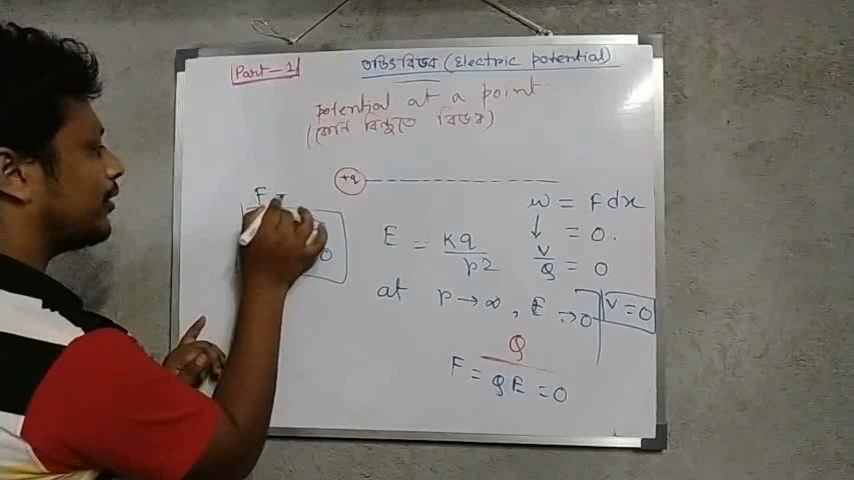 Part-1
তড়িৎ-বিভব (Electric potential)
potential at a point
(কোন বিন্দুতে বিভব)
+q
F =
0
E = Kq / r2
w = Fdx
= 0.
V / Q = 0
at r → ∞, E → 0
V = 0
Q
F = QE = 0